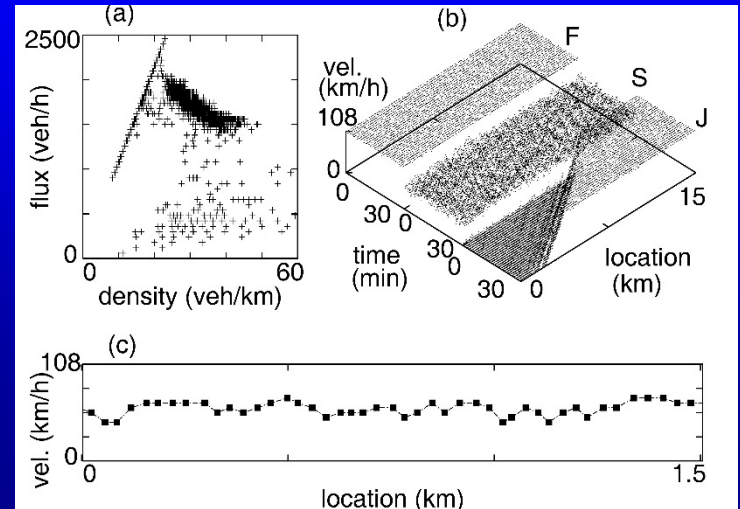 (a)
2500
flux (veh/h)
0
0
60
density (veh/km)
(b)
F
S
J
vel.
(km/h)
108
0
0
30
0
30
0
30
time
(min)
0
15
location
(km)
(c)
108
vel. (km/h)
0
0
1.5
location (km)